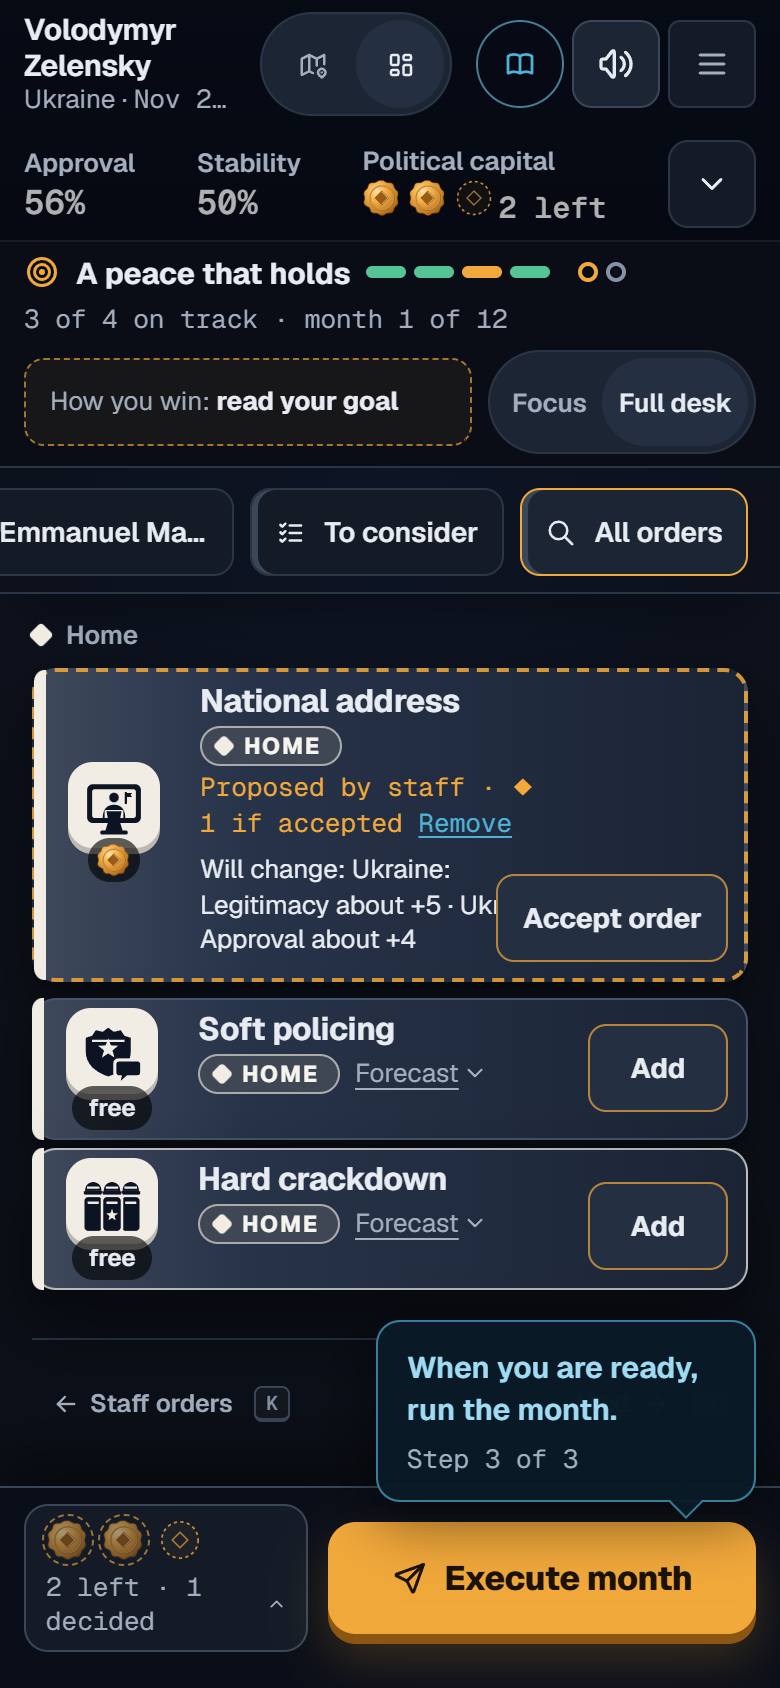 Volodymyr
Zelensky
Ukraine · Nov 2…
Approval
56%
Stability
50%
Political capital
2 left
A peace that holds
3 of 4 on track · month 1 of 12
How you win: read your goal
Focus
Full desk
Emmanuel Ma…
To consider
All orders
Home
National address
HOME
Proposed by staff · ◆
1 if accepted Remove
Will change: Ukraine:
Legitimacy about +5 · Ukr
Approval about +4
Accept order
Soft policing
HOME
Forecast
free
Add
Hard crackdown
HOME
Forecast
free
Add
When you are ready,
run the month.
Step 3 of 3
← Staff orders K
2 left · 1
decided
Execute month